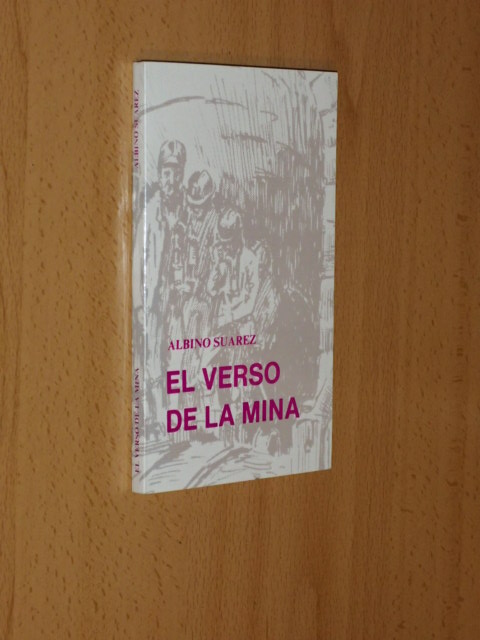 ALBINO SUAREZ
EL VERSO
DE LA MINA
ALBINO SUAREZ
EL VERSO DE LA MINA